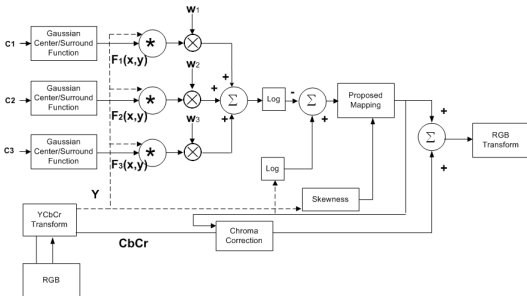 W1
C1
Gaussian
Center/Surround
Function
*
F1(x,y)
+
W2
C2
Gaussian
Center/Surround
Function
*
F2(x,y)
+
Σ
Log
-
Σ
+
Proposed
Mapping
+
W3
C3
Gaussian
Center/Surround
Function
*
F3(x,y)
+
Σ
+
RGB
Transform
Log
Skewness
Y
YCbCr
Transform
CbCr
Chroma
Correction
RGB